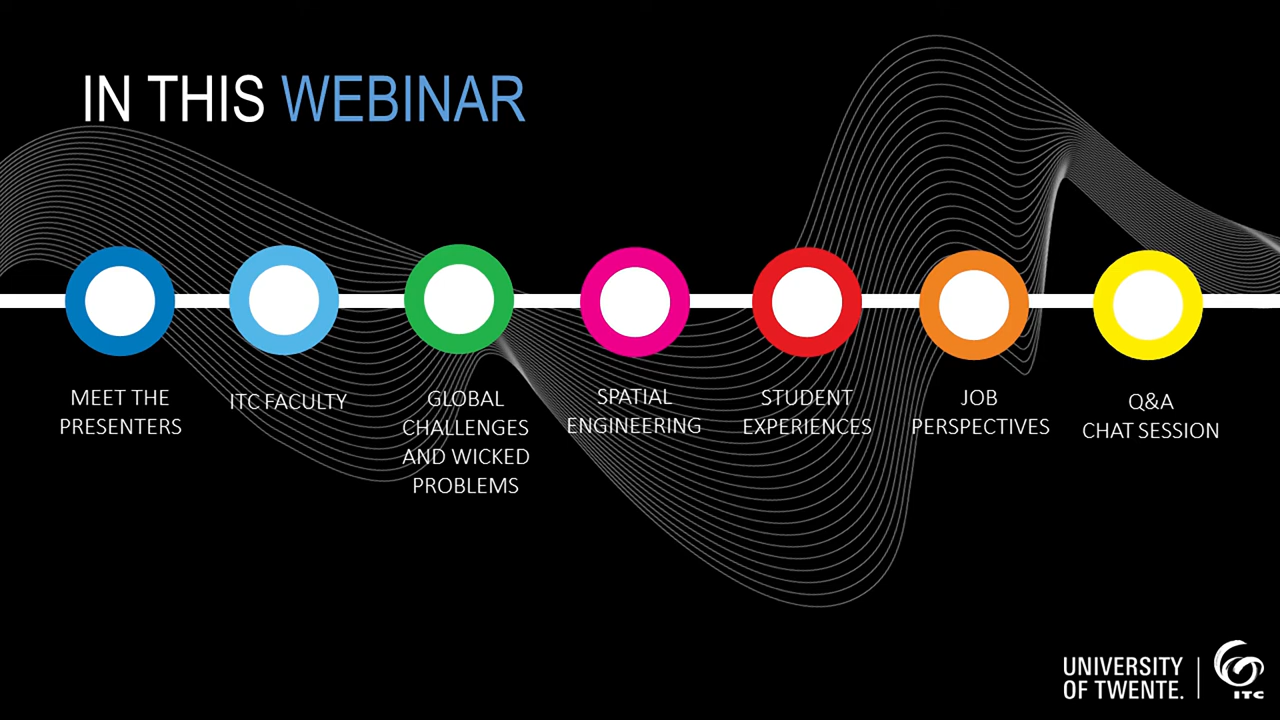 IN THIS WEBINAR
MEET THE
PRESENTERS
ITC FACULTY
GLOBAL
CHALLENGES
AND WICKED
PROBLEMS
SPATIAL
ENGINEERING
STUDENT
EXPERIENCES
JOB
PERSPECTIVES
Q&A
CHAT SESSION
UNIVERSITY
OF TWENTE.
ITC